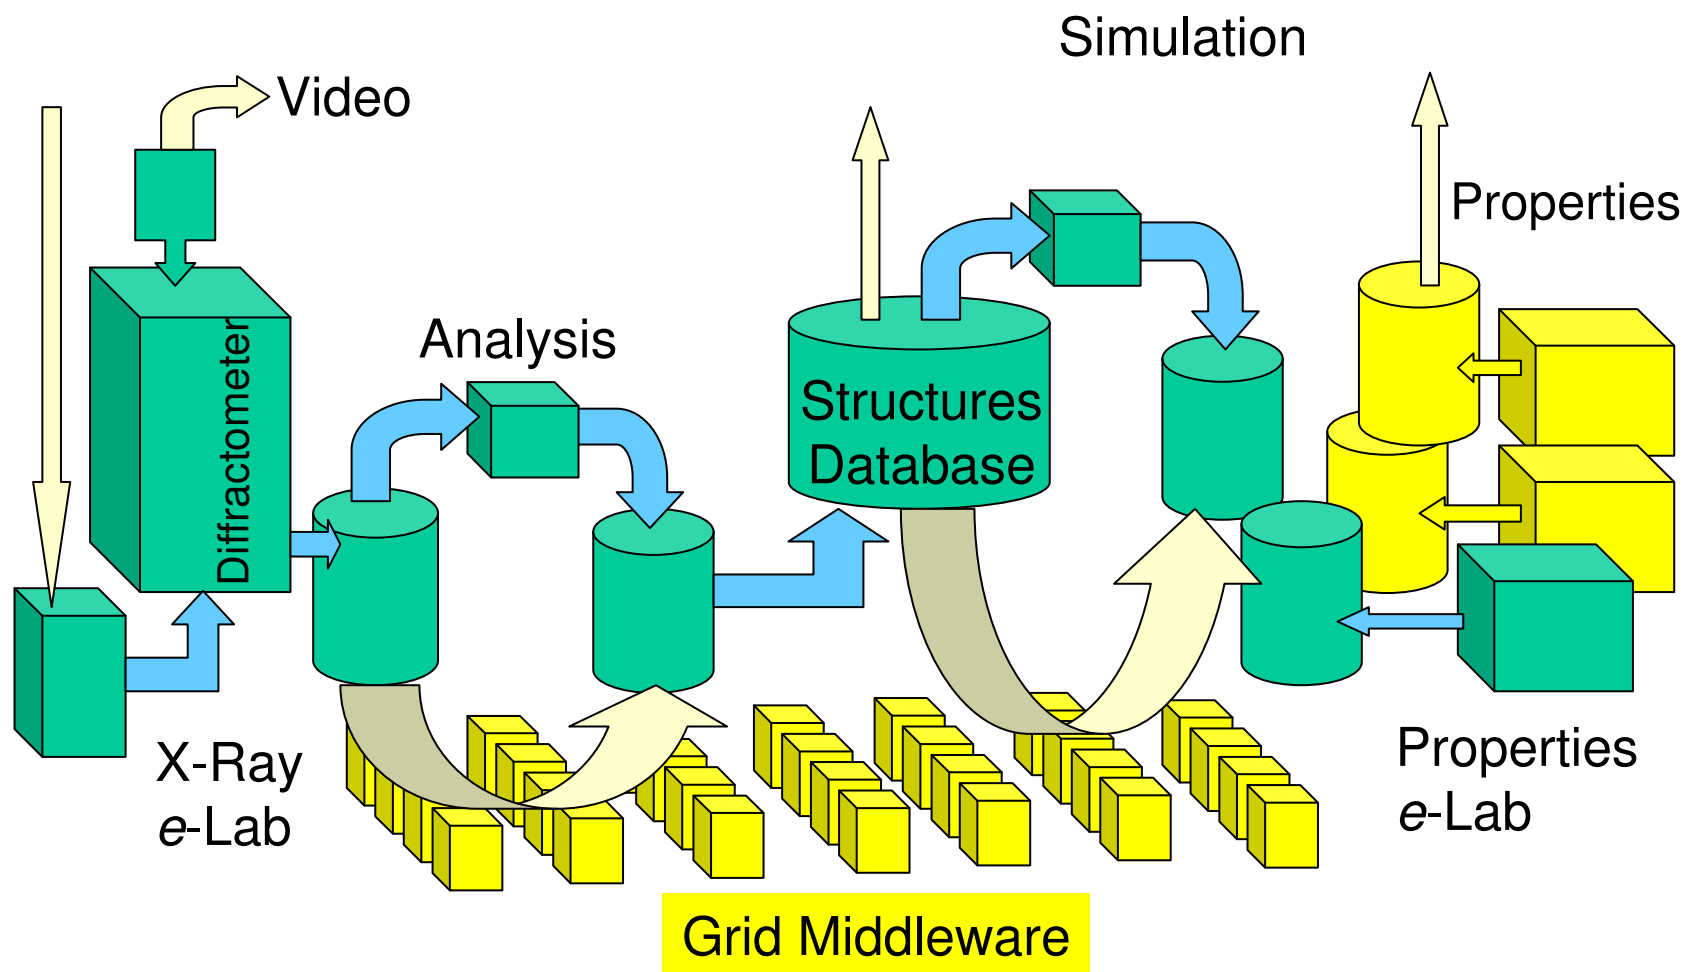 Simulation
Video
Properties
Diffractometer
Analysis
Structures
Database
X-Ray
e-Lab
Properties
e-Lab
Grid Middleware